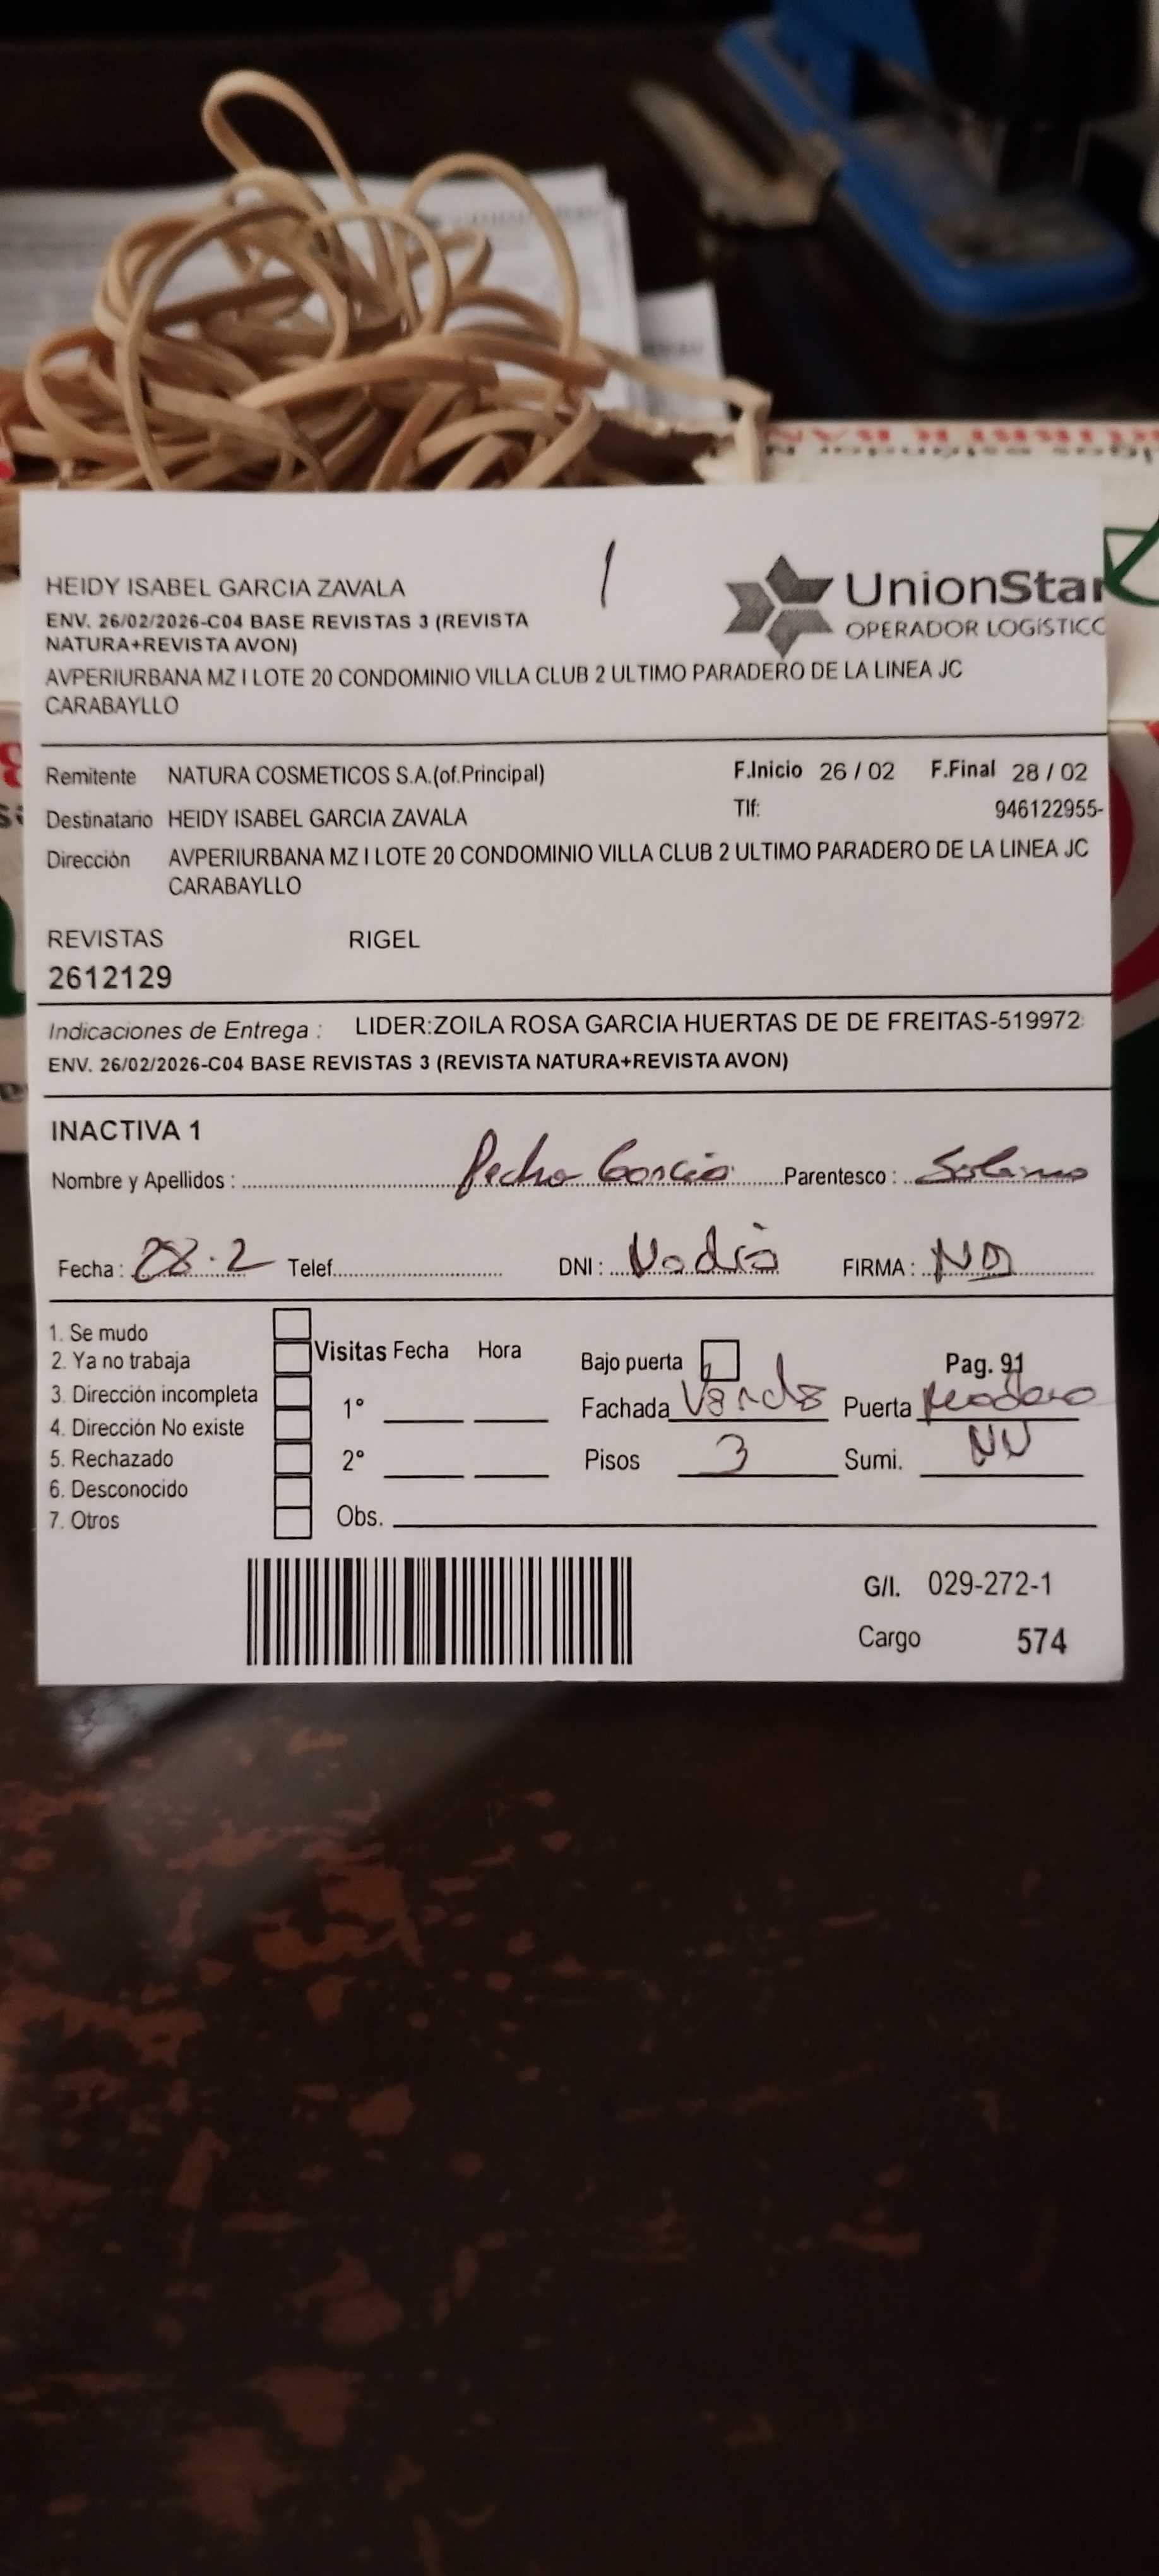 HEIDY ISABEL GARCIA ZAVALA
ENV. 26/02/2026-C04 BASE REVISTAS 3 (REVISTA
NATURA+REVISTA AVON)
AVPERIURBANA MZ I LOTE 20 CONDOMINIO VILLA CLUB 2 ULTIMO PARADERO DE LA LINEA JC
CARABAYLLO
UnionStar
OPERADOR LOGÍSTICO
Remitente NATURA COSMETICOS S.A.(of.Principal) F.Inicio 26 / 02 F.Final 28 / 02
Destinatario HEIDY ISABEL GARCIA ZAVALA Tlf: 946122955-
Dirección AVPERIURBANA MZ I LOTE 20 CONDOMINIO VILLA CLUB 2 ULTIMO PARADERO DE LA LINEA JC
CARABAYLLO
REVISTAS RIGEL
2612129
Indicaciones de Entrega : LIDER:ZOILA ROSA GARCIA HUERTAS DE DE FREITAS-519972
ENV. 26/02/2026-C04 BASE REVISTAS 3 (REVISTA NATURA+REVISTA AVON)
INACTIVA 1
Nombre y Apellidos : Pedro Garcia Parentesco :
Fecha : 28.2 Telef. DNI : No dio FIRMA : ND
1. Se mudo
2. Ya no trabaja
3. Dirección incompleta
4. Dirección No existe
5. Rechazado
6. Desconocido
7. Otros
Visitas Fecha Hora
1°
2°
Obs.
Bajo puerta Pag. 91
Fachada Verde Puerta Madera
Pisos 3 Sumi. NV
G/I. 029-272-1
Cargo 574